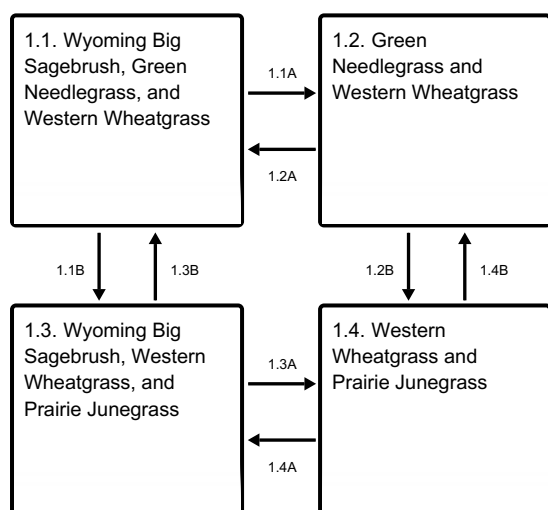 1.1. Wyoming Big
Sagebrush, Green
Needlegrass, and
Western Wheatgrass
1.1A
1.2. Green
Needlegrass and
Western Wheatgrass
1.2A
1.1B
1.3B
1.2B
1.4B
1.3. Wyoming Big
Sagebrush, Western
Wheatgrass, and
Prairie Junegrass
1.3A
1.4. Western
Wheatgrass and
Prairie Junegrass
1.4A